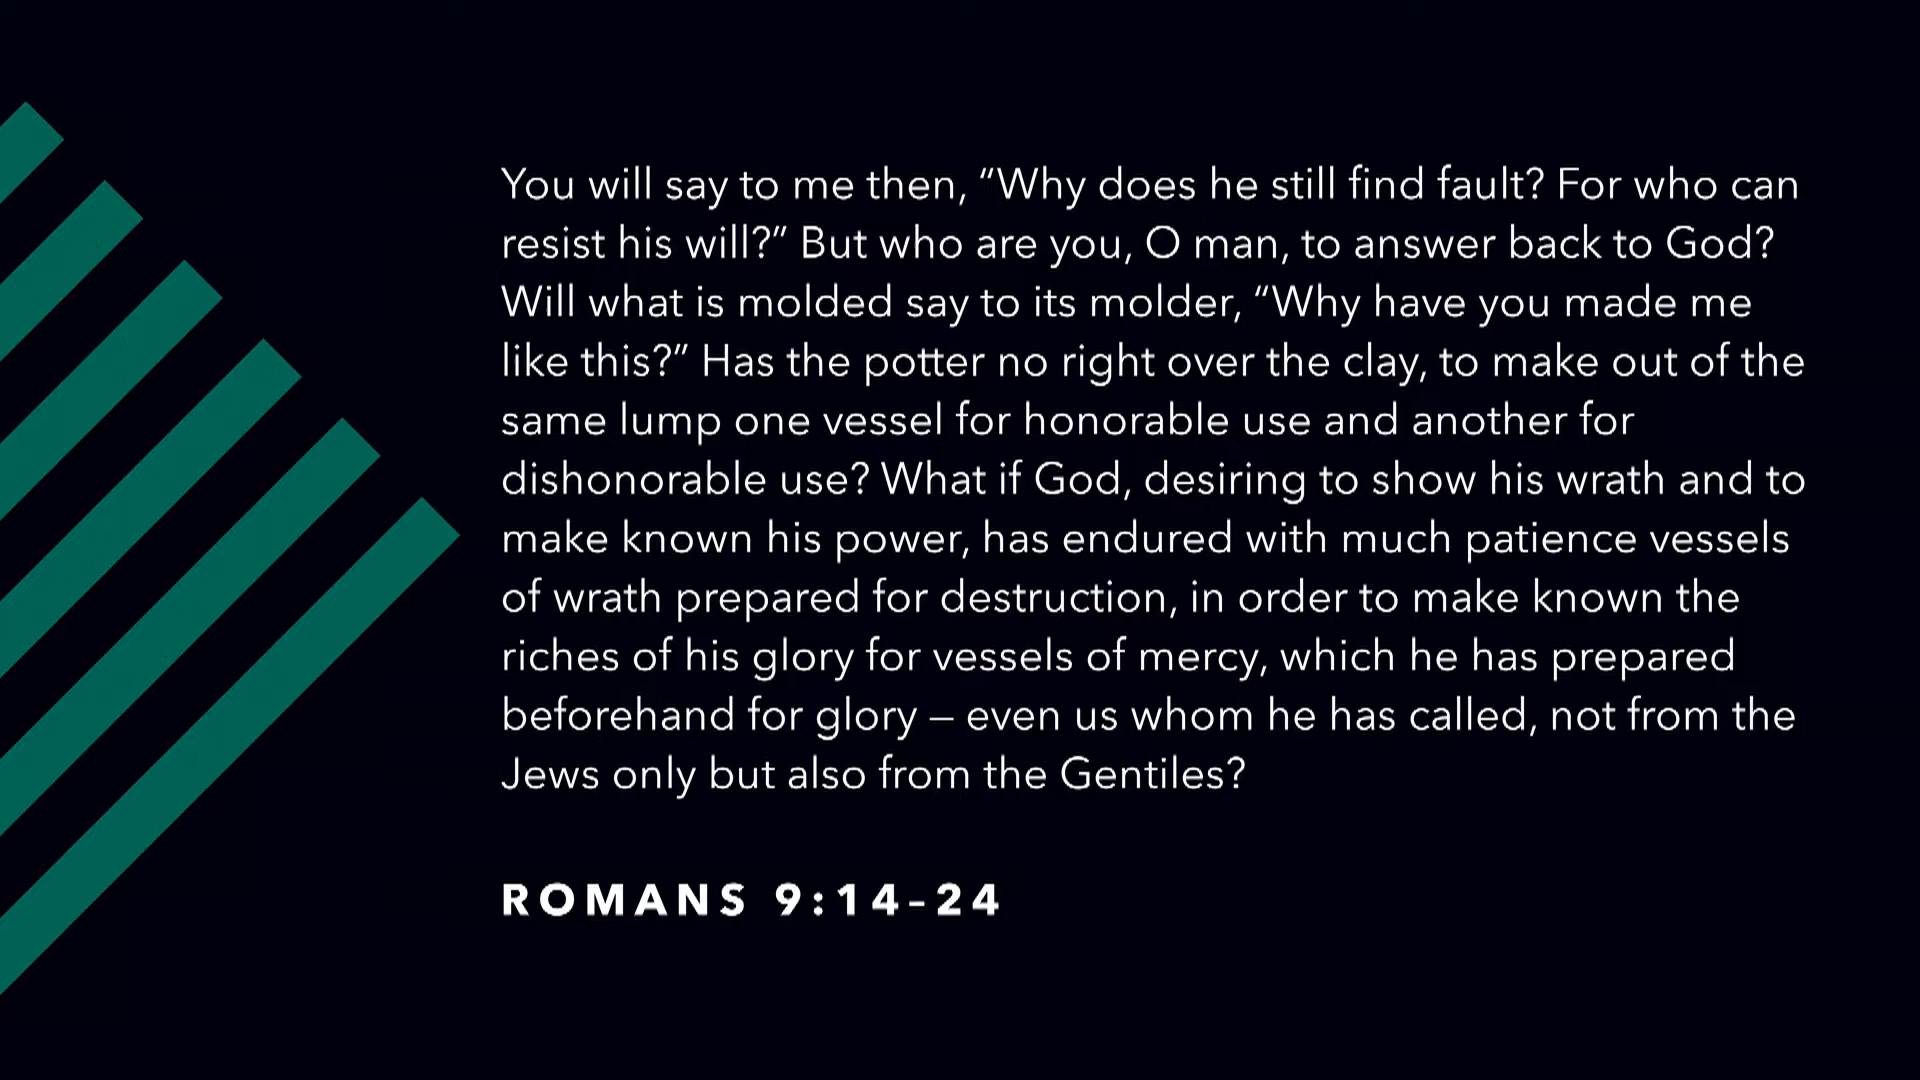 You will say to me then, “Why does he still find fault? For who can
resist his will?” But who are you, O man, to answer back to God?
Will what is molded say to its molder, “Why have you made me
like this?” Has the potter no right over the clay, to make out of the
same lump one vessel for honorable use and another for
dishonorable use? What if God, desiring to show his wrath and to
make known his power, has endured with much patience vessels
of wrath prepared for destruction, in order to make known the
riches of his glory for vessels of mercy, which he has prepared
beforehand for glory – even us whom he has called, not from the
Jews only but also from the Gentiles?
ROMANS 9:14–24